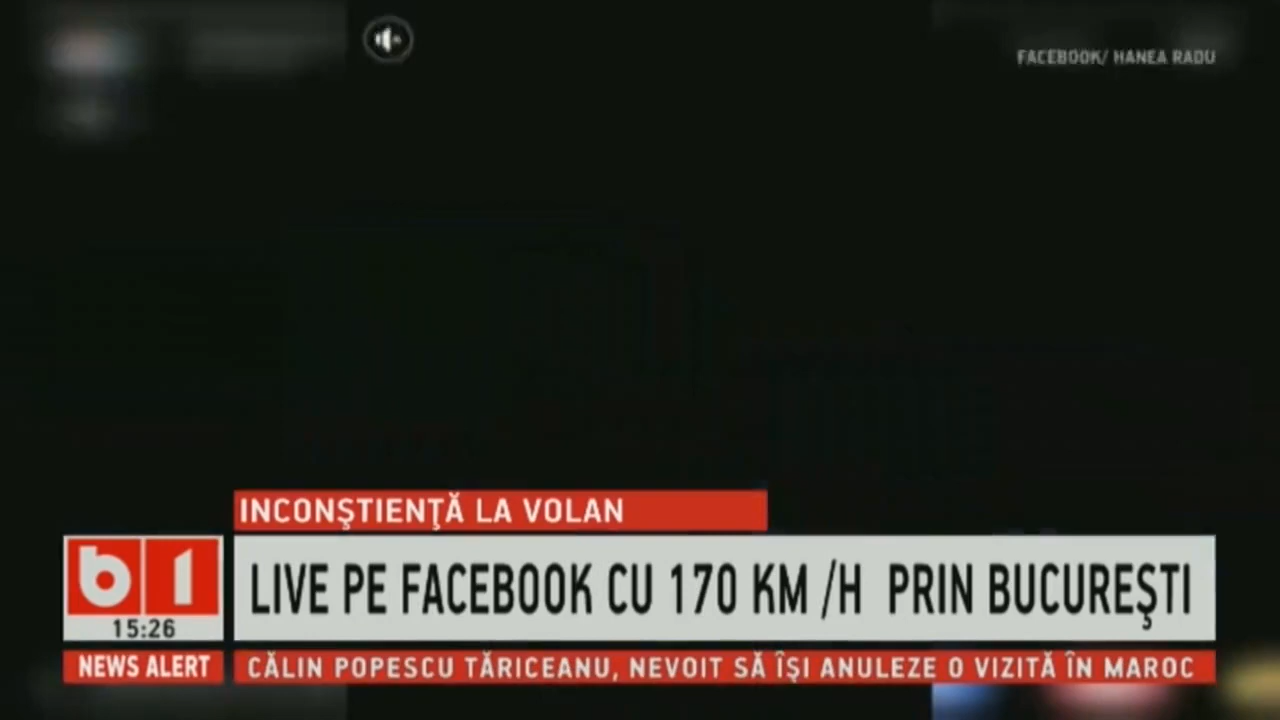 FACEBOOK/ HANEA RADU
INCONŞTIENŢĂ LA VOLAN
LIVE PE FACEBOOK CU 170 KM /H PRIN BUCUREŞTI
b1
15:26
NEWS ALERT
CĂLIN POPESCU TĂRICEANU, NEVOIT SĂ ÎŞI ANULEZE O VIZITĂ ÎN MAROC